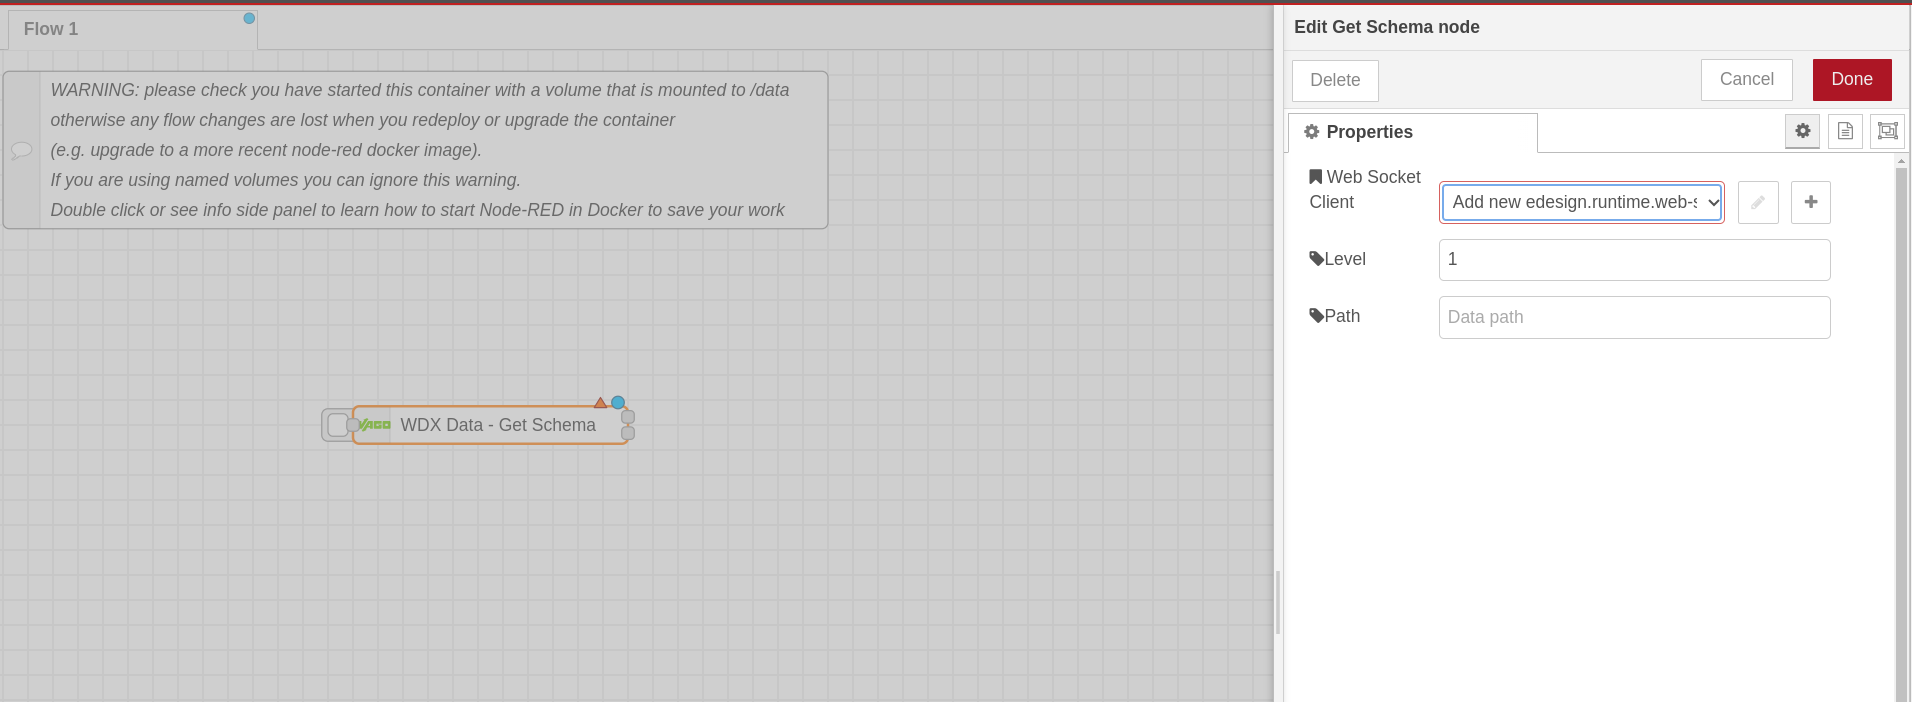 Flow 1
WARNING: please check you have started this container with a volume that is mounted to /data
otherwise any flow changes are lost when you redeploy or upgrade the container
(e.g. upgrade to a more recent node-red docker image).
If you are using named volumes you can ignore this warning.
Double click or see info side panel to learn how to start Node-RED in Docker to save your work
WAGO
WDX Data - Get Schema
Edit Get Schema node
Delete
Cancel
Done
Properties
Web Socket
Client
Add new edesign.runtime.web-s
Level
1
Path
Data path